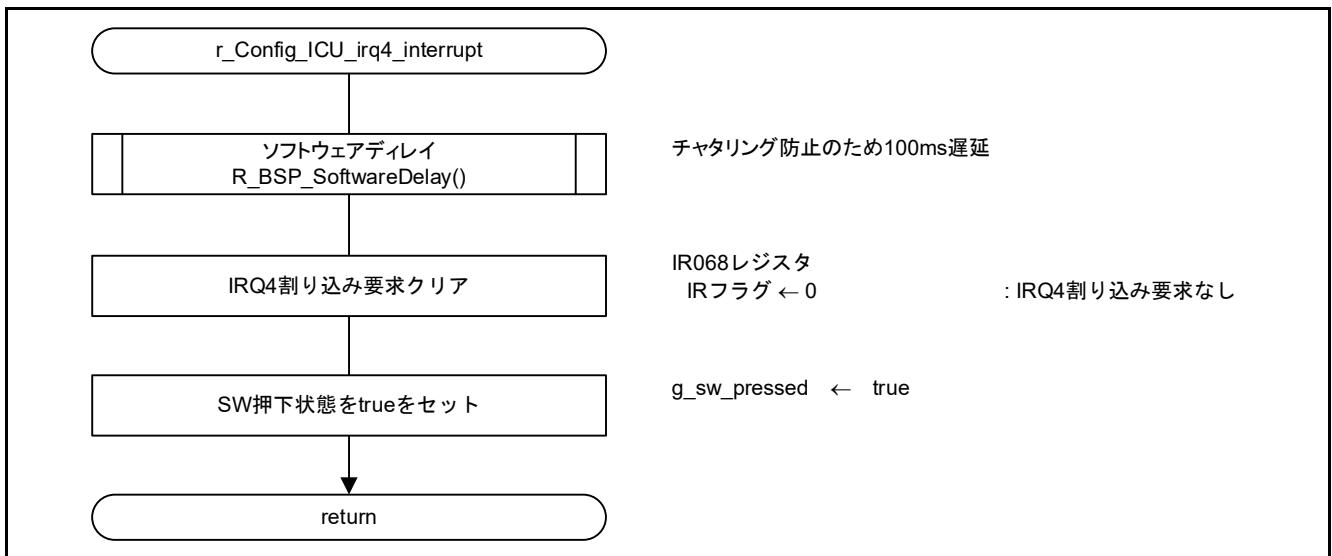 r_Config_ICU_irq4_interrupt
ソフトウェアディレイ
R_BSP_SoftwareDelay()
チャタリング防止のため100ms遅延
IRQ4割り込み要求クリア
IR068レジスタ
IRフラグ ← 0 : IRQ4割り込み要求なし
SW押下状態をtrueをセット
g_sw_pressed ← true
return